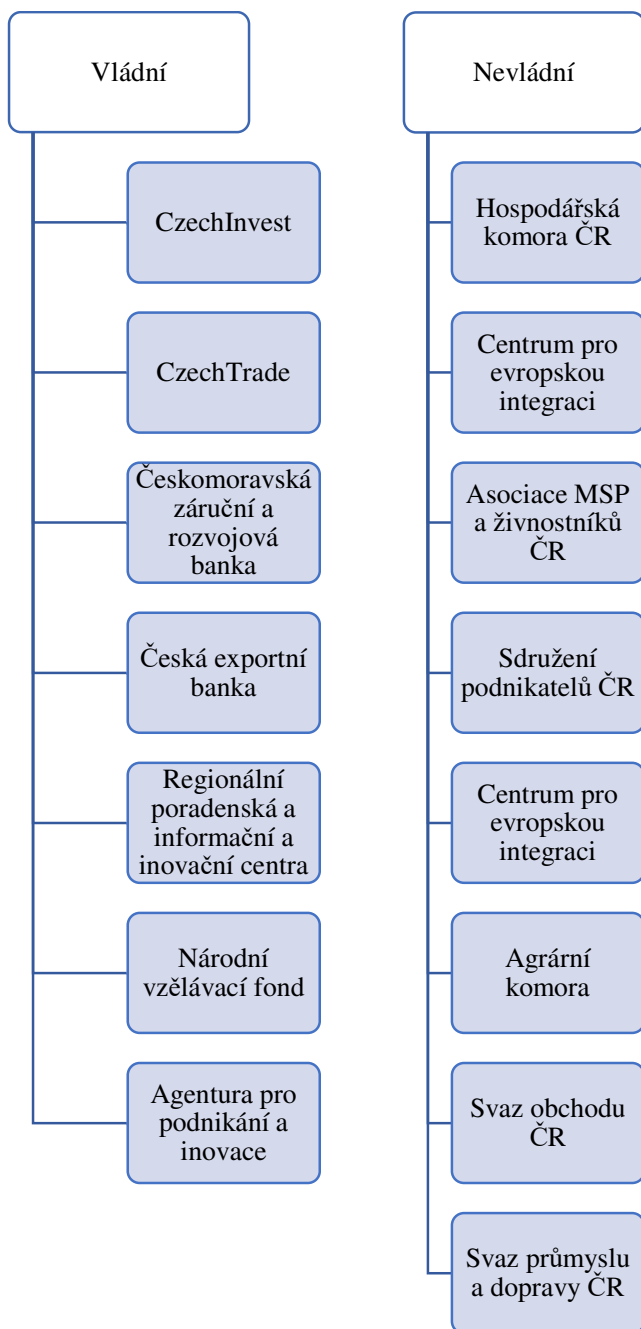 Vládní
CzechInvest
CzechTrade
Českomoravská
záruční a
rozvojová
banka
Česká exportní
banka
Regionální
poradenská a
informační a
inovační centra
Národní
vzělávací fond
Agentura pro
podnikání a
inovace
Nevládní
Hospodářská
komora ČR
Centrum pro
evropskou
integraci
Asociace MSP
a živnostníků
ČR
Sdružení
podnikatelů ČR
Centrum pro
evropskou
integraci
Agrární
komora
Svaz obchodu
ČR
Svaz průmyslu
a dopravy ČR